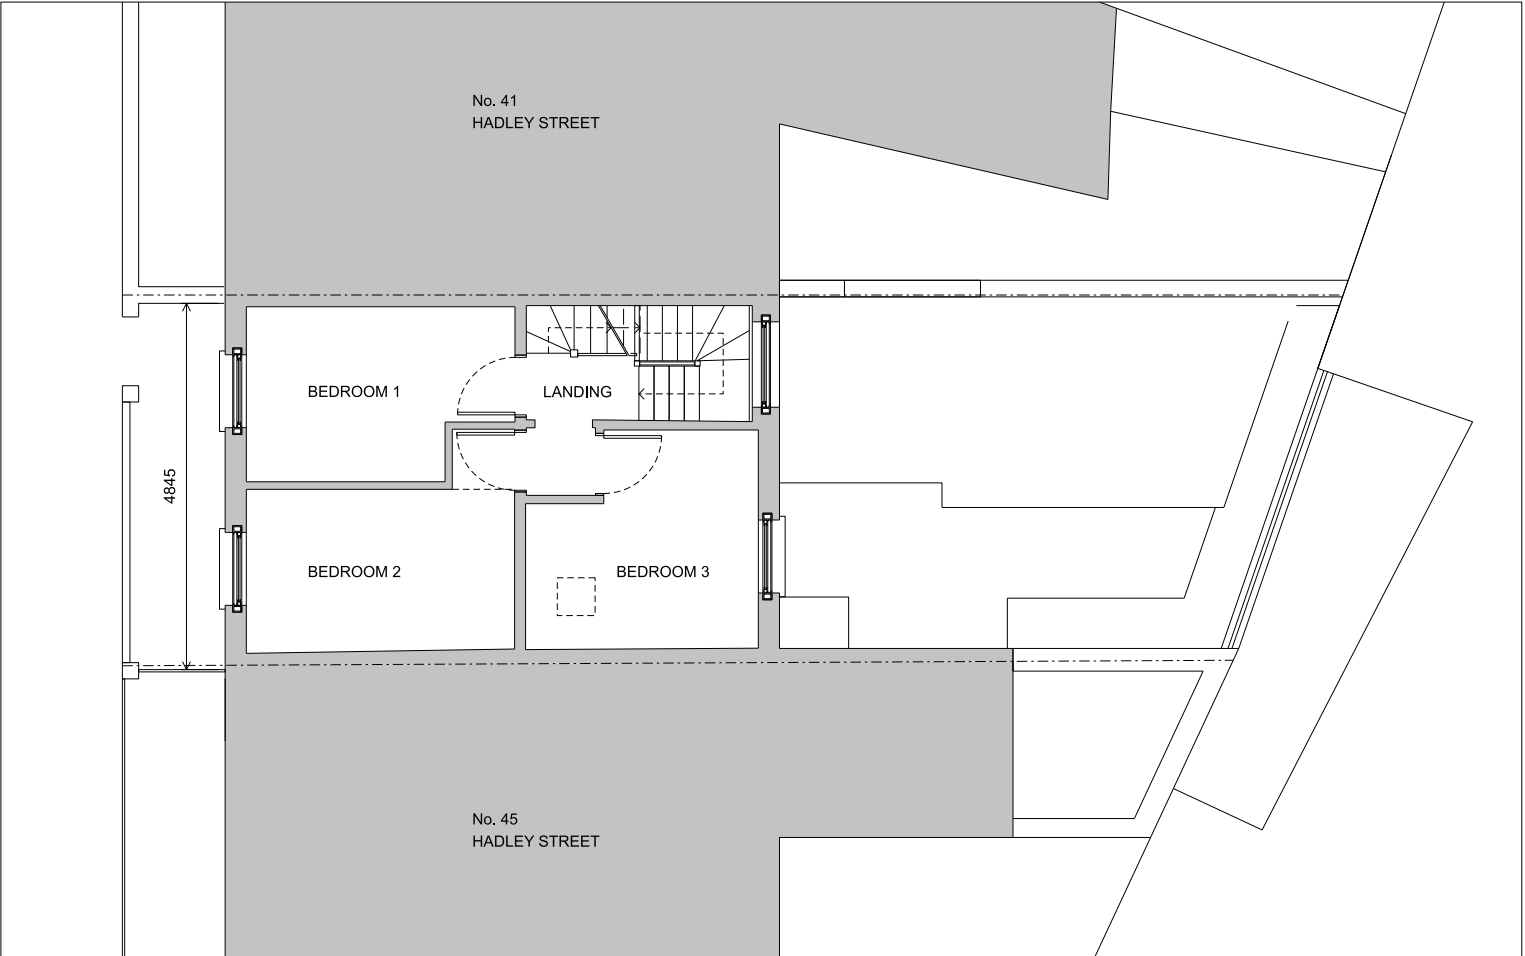 No. 41
HADLEY STREET
BEDROOM 1
LANDING
4845
BEDROOM 2
BEDROOM 3
No. 45
HADLEY STREET